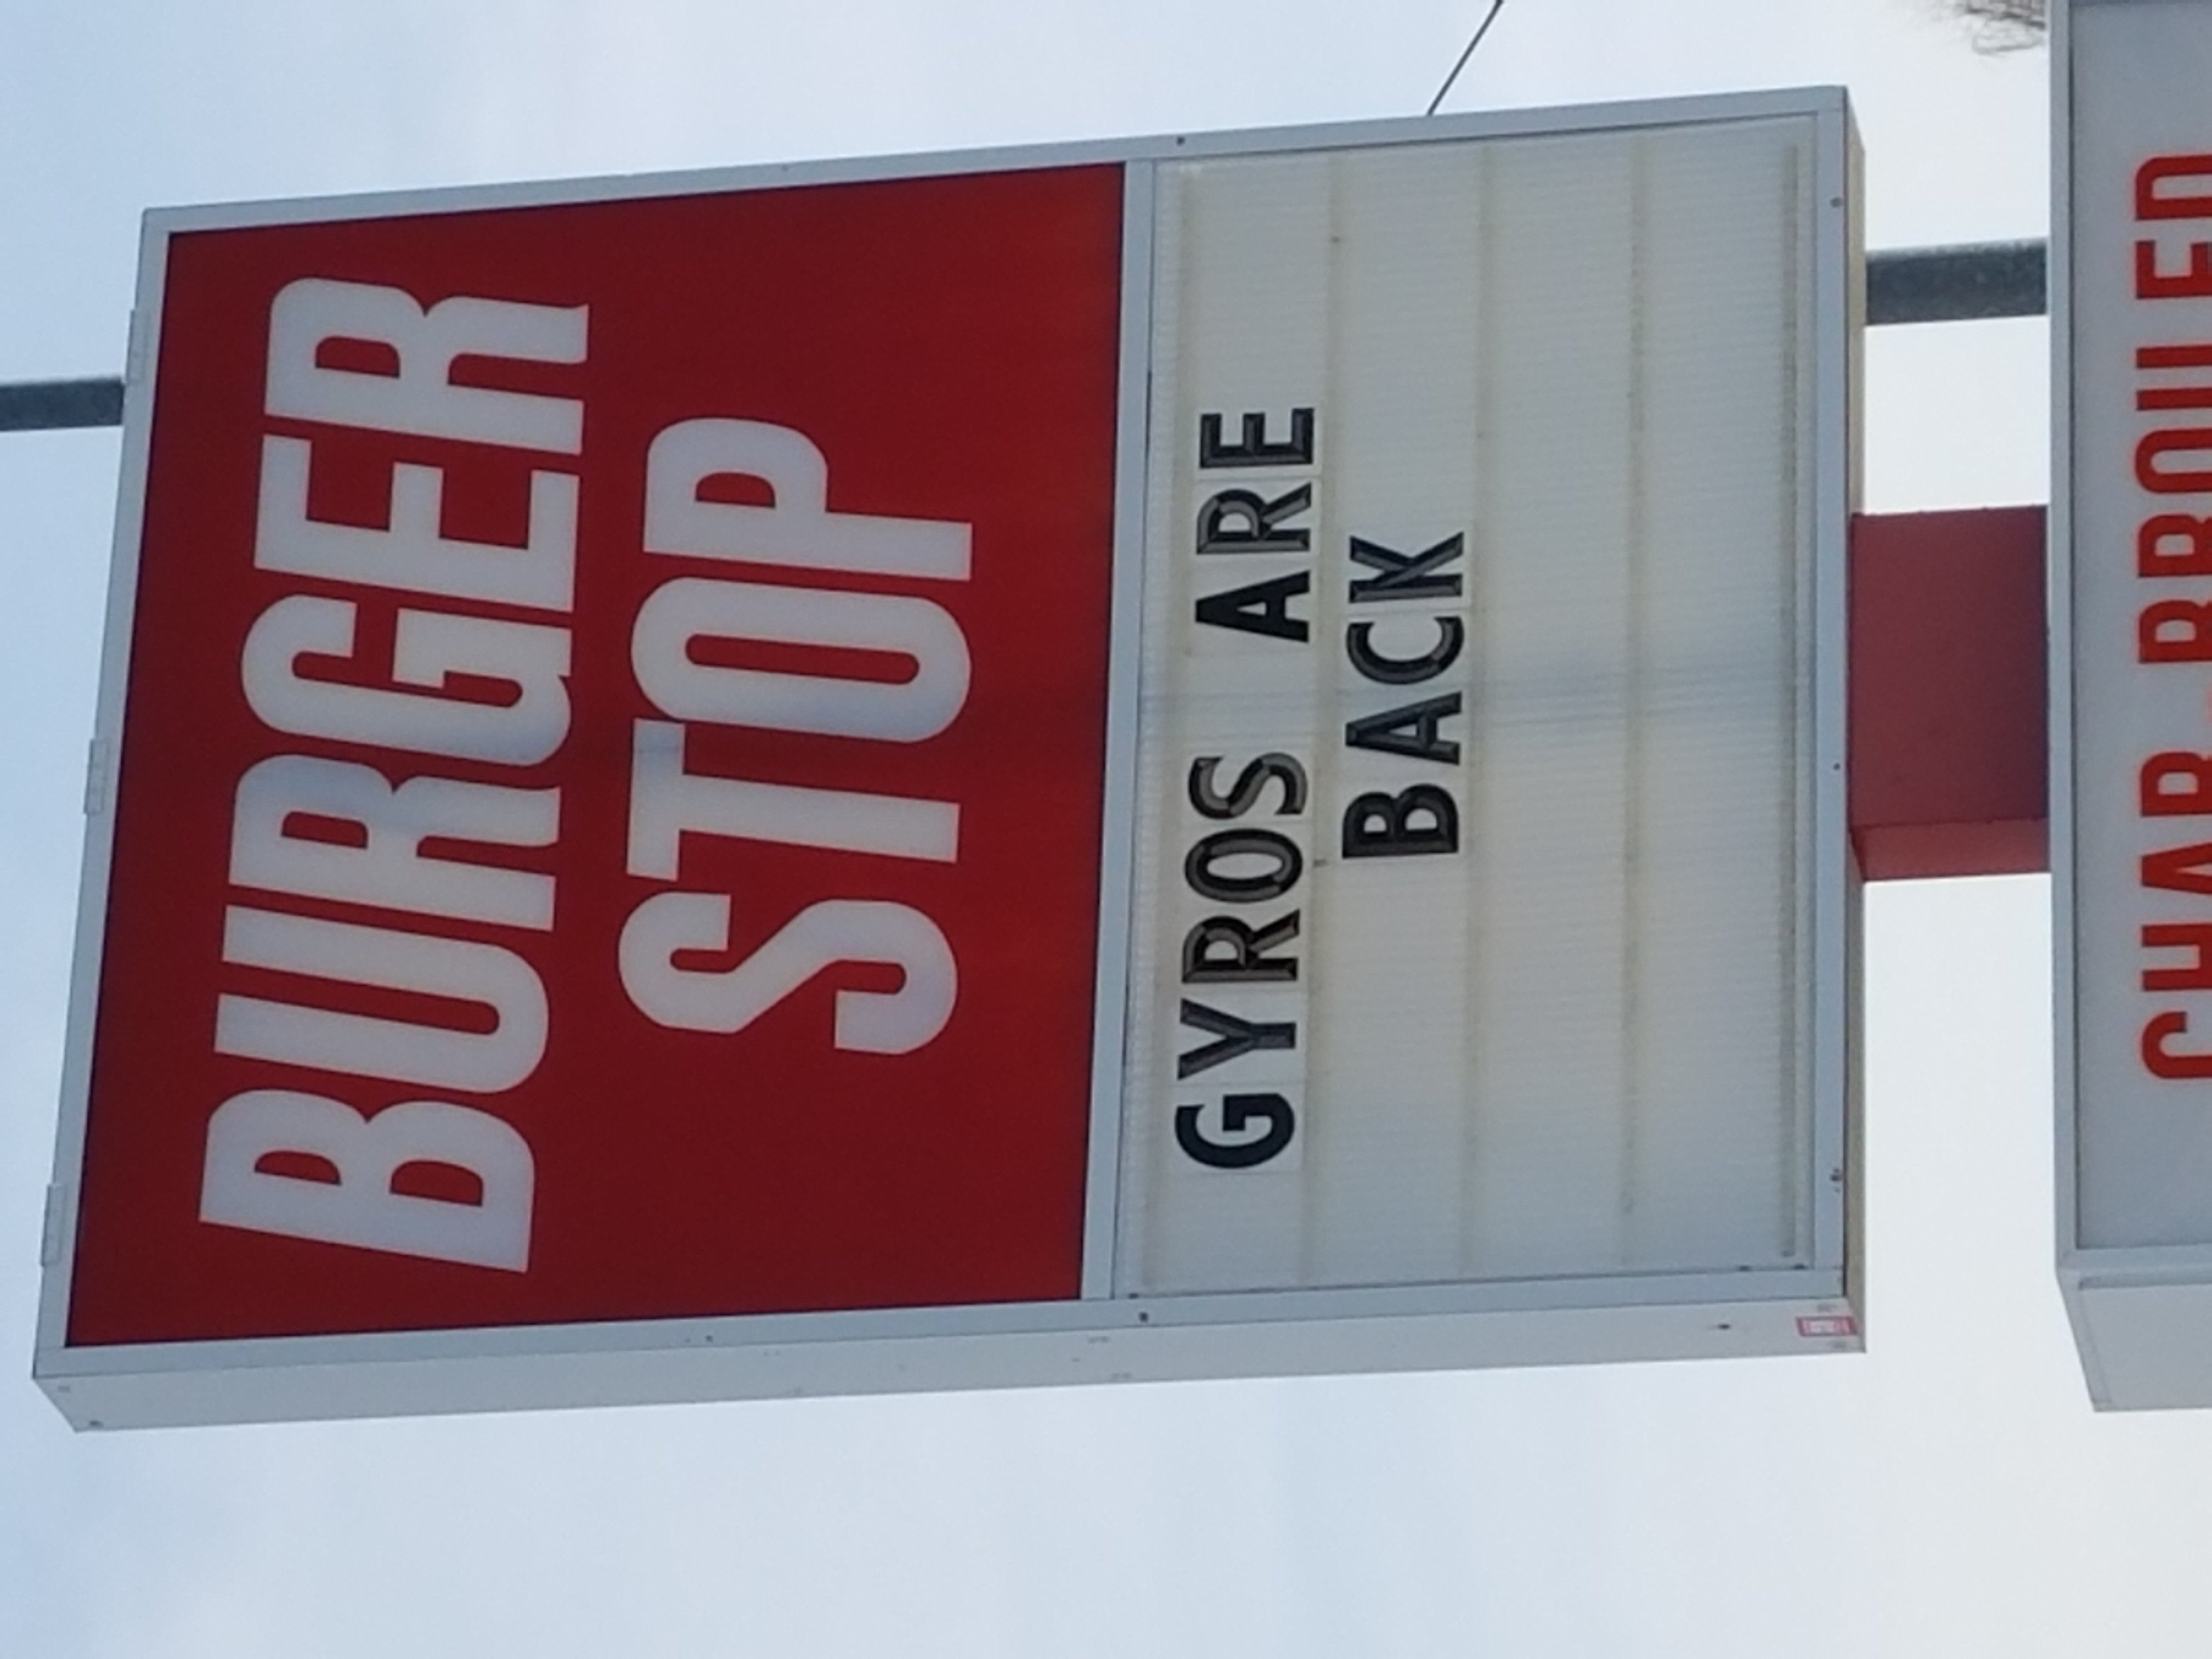 BURGER
STOP
GYROS ARE
BACK
CHAR-BROILED